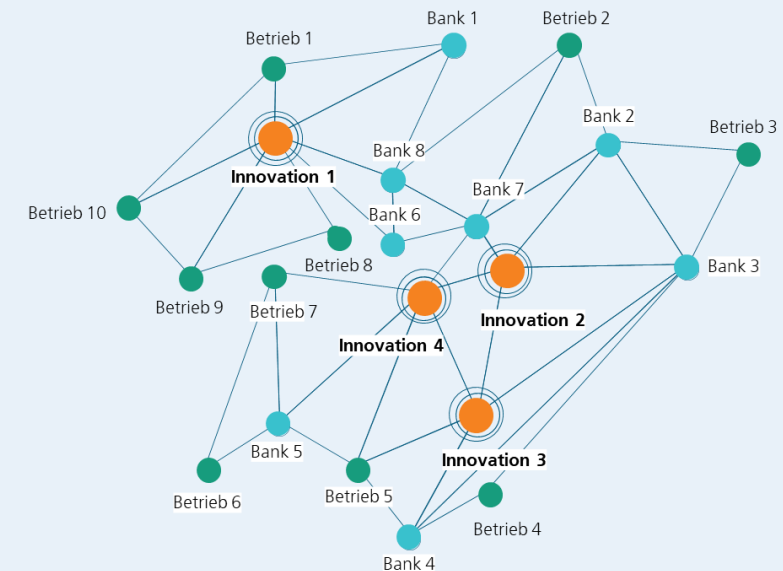 Bank 1
Betrieb 2
Betrieb 1
Bank 2
Betrieb 3
Bank 8
Innovation 1
Bank 7
Betrieb 10
Bank 6
Betrieb 8
Bank 3
Betrieb 9
Betrieb 7
Innovation 2
Innovation 4
Bank 5
Innovation 3
Betrieb 6
Betrieb 5
Betrieb 4
Bank 4